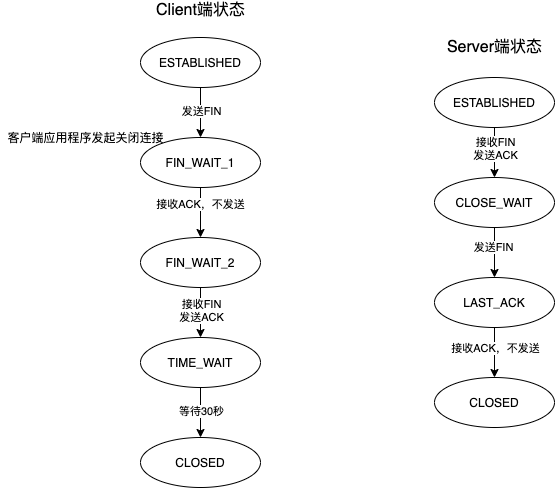 Client端状态
ESTABLISHED
发送FIN
客户端应用程序发起关闭连接
FIN_WAIT_1
接收ACK，不发送
FIN_WAIT_2
接收FIN
发送ACK
TIME_WAIT
等待30秒
CLOSED
Server端状态
ESTABLISHED
接收FIN
发送ACK
CLOSE_WAIT
发送FIN
LAST_ACK
接收ACK，不发送
CLOSED